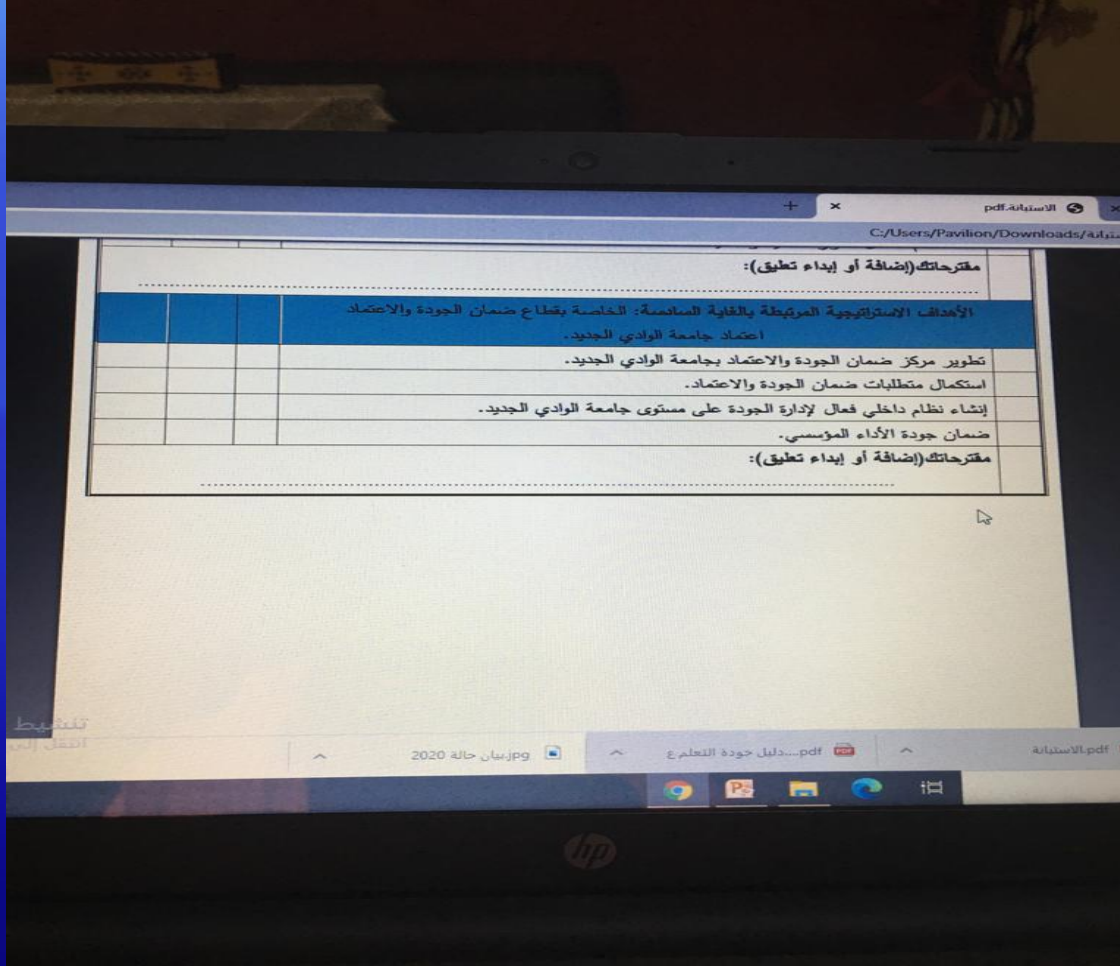 الاستبانة.pdf
C:/Users/Pavilion/Downloads/
مقترحاتك(إضافة أو إبداء تعليق):
الأهداف الاستراتيجية المرتبطة بالغاية السادسة: الخاصة بقطاع ضمان الجودة والاعتماد
اعتماد جامعة الوادي الجديد.
تطوير مركز ضمان الجودة والاعتماد بجامعة الوادي الجديد.
استكمال متطلبات ضمان الجودة والاعتماد.
إنشاء نظام داخلي فعال لإدارة الجودة على مستوى جامعة الوادي الجديد.
ضمان جودة الأداء المؤسسي.
مقترحاتك(إضافة أو إبداء تعليق):
تنشيط
انتقل إلى
الاستبانة.pdf
دليل جودة التعلم ع....pdf
بيان حالة 2020.jpg
hp